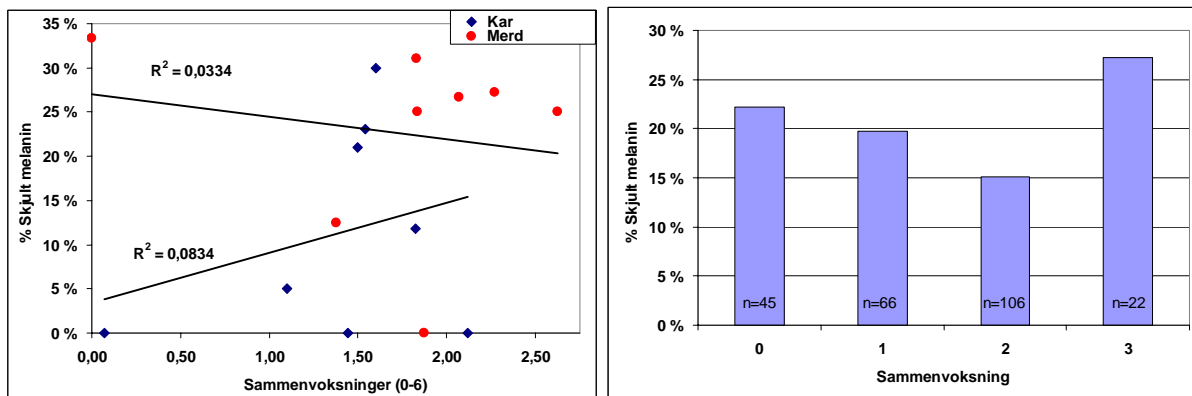 35 %
30 %
25 %
20 %
15 %
10 %
5 %
0 %
% Skjult melanin
Kar
Merd
R² = 0,0334
R² = 0,0834
0,00 0,50 1,00 1,50 2,00 2,50
Sammenvoksninger (0-6)
30 %
25 %
20 %
15 %
10 %
5 %
0 %
% Skjult melanin
n=45 n=66 n=106 n=22
0 1 2 3
Sammenvoksning